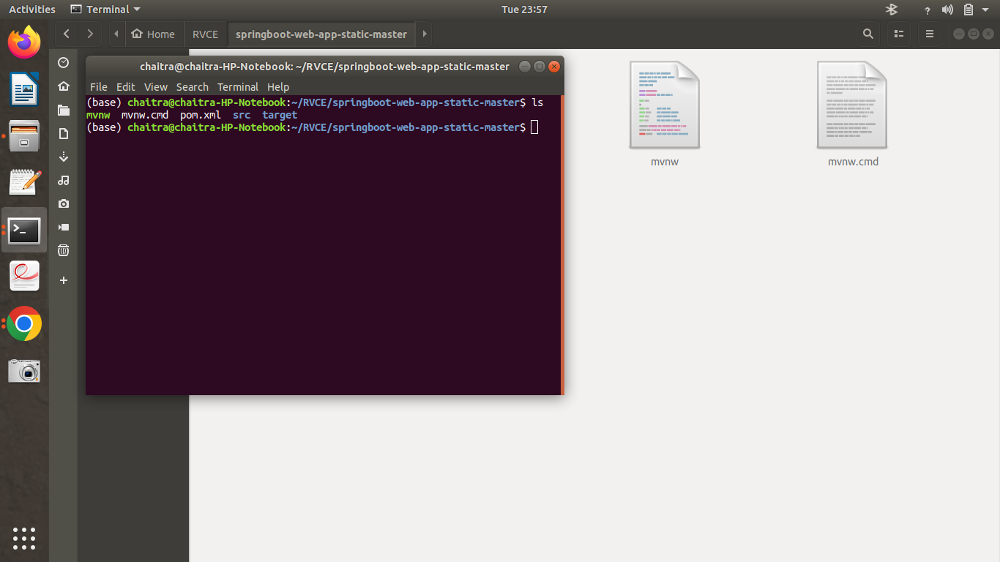 Activities Terminal Tue 23:57 ?
Home RVCE springboot-web-app-static-master
chaitra@chaitra-HP-Notebook: ~/RVCE/springboot-web-app-static-master
File Edit View Search Terminal Help
(base) chaitra@chaitra-HP-Notebook:~/RVCE/springboot-web-app-static-master$ ls
mvnw mvnw.cmd pom.xml src target
(base) chaitra@chaitra-HP-Notebook:~/RVCE/springboot-web-app-static-master$
mvnw mvnw.cmd